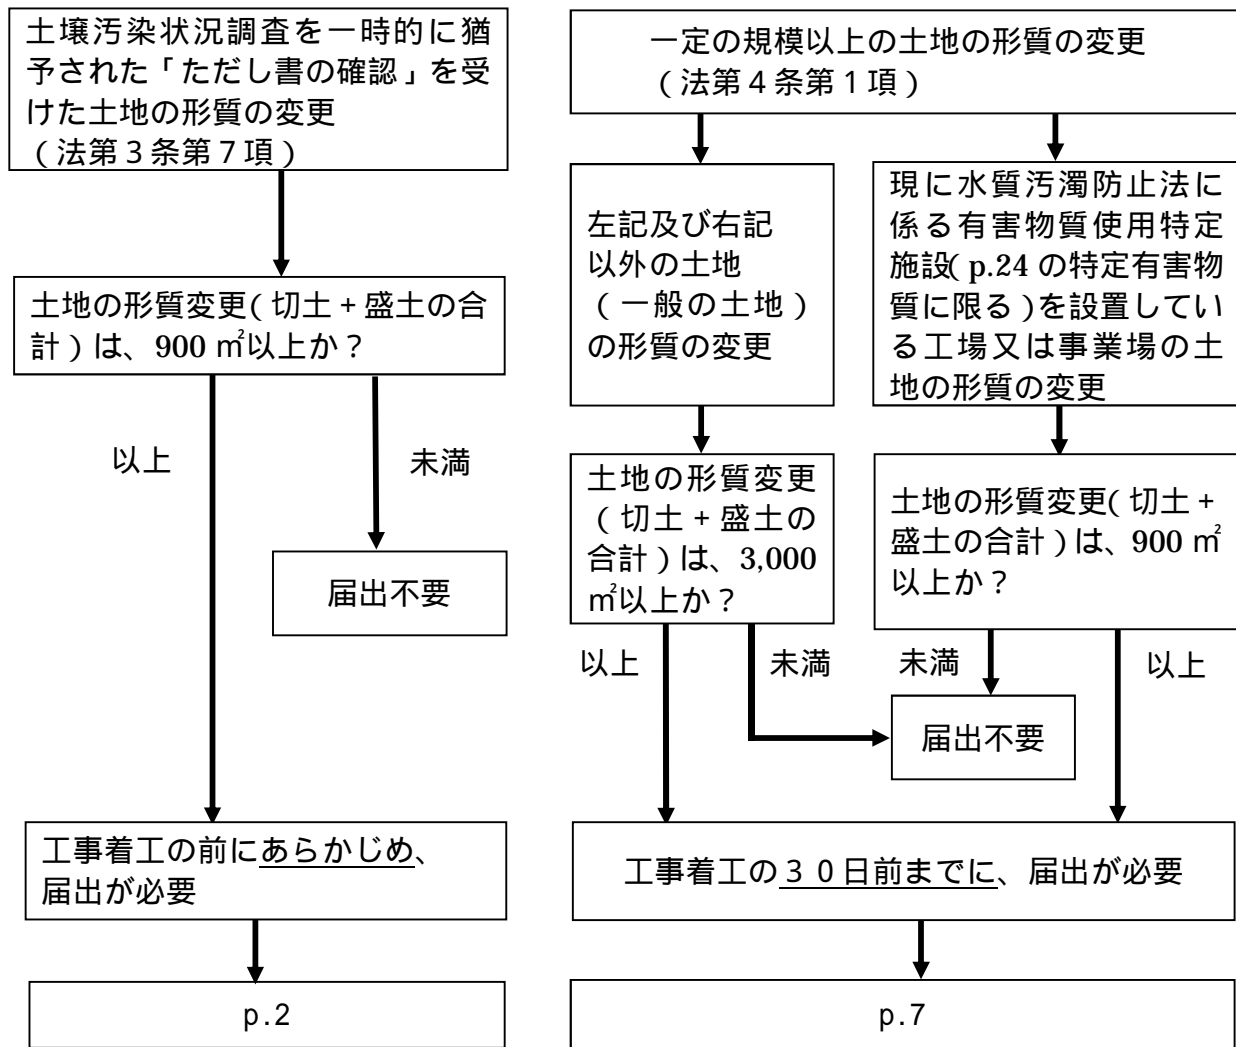 土壌汚染状況調査を一時的に猶
予された「ただし書の確認」を受
けた土地の形質の変更
（法第３条第７項）
土地の形質変更（切土＋盛土の合
計）は、900 ㎡以上か？
以上
未満
届出不要
工事着工の前にあらかじめ、
届出が必要
p.2
一定の規模以上の土地の形質の変更
（法第４条第１項）
左記及び右記
以外の土地
（一般の土地）
の形質の変更
土地の形質変更
（切土＋盛土の
合計）は、3,000
㎡以上か？
以上
未満
現に水質汚濁防止法に
係る有害物質使用特定
施設（p.24 の特定有害物
質に限る）を設置してい
る工場又は事業場の土
地の形質の変更
土地の形質変更（切土＋
盛土の合計）は、900 ㎡
以上か？
未満
以上
届出不要
工事着工の３０日前までに、届出が必要
p.7